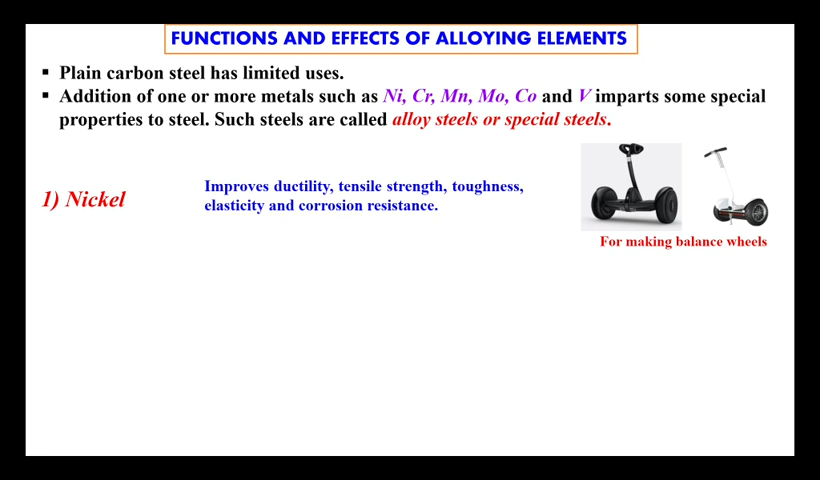 FUNCTIONS AND EFFECTS OF ALLOYING ELEMENTS
▪ Plain carbon steel has limited uses.
▪ Addition of one or more metals such as Ni, Cr, Mn, Mo, Co and V imparts some special
properties to steel. Such steels are called alloy steels or special steels.
1) Nickel
Improves ductility, tensile strength, toughness,
elasticity and corrosion resistance.
For making balance wheels